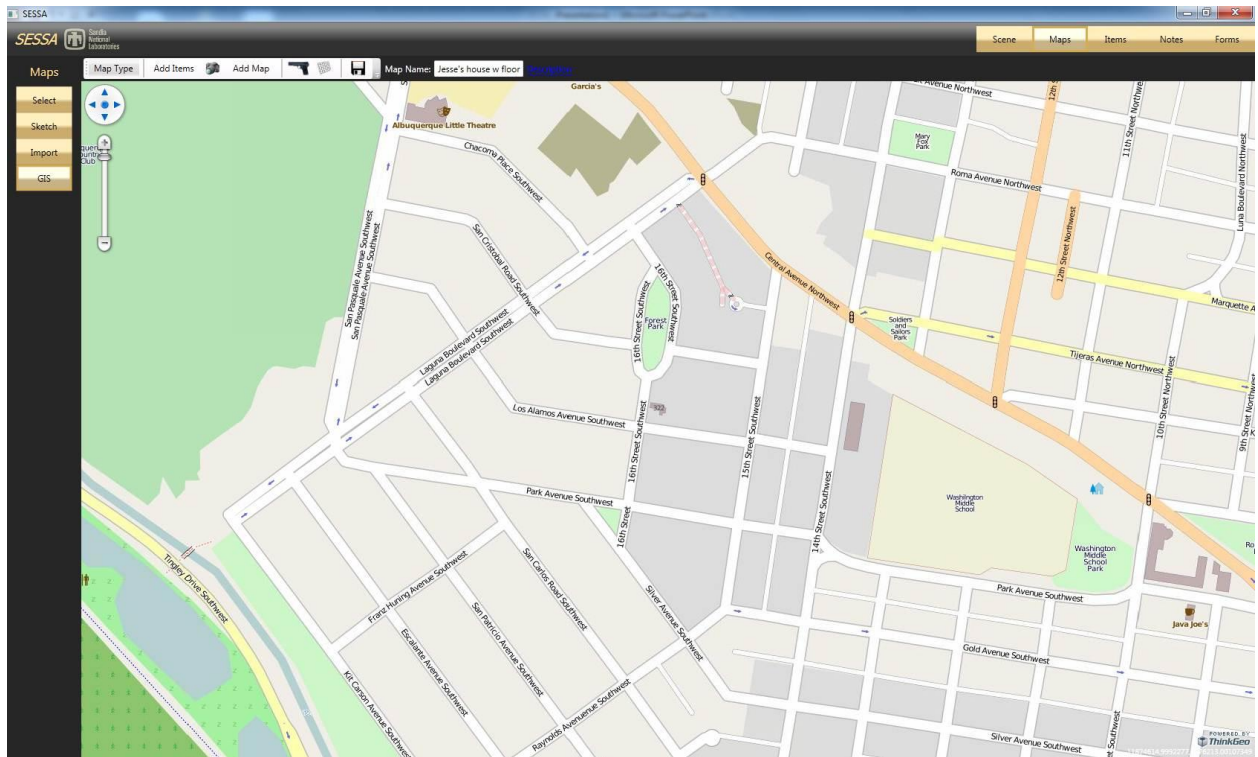 SESSA
SESSA
Sandia
National
Laboratories
Scene
Maps
Items
Notes
Forms
Maps
Map Type
Add Items
Add Map
Map Name:
Jesse's house w floor
Select
Sketch
Import
GIS
Club
Garcia's
Albuquerque Little Theatre
Chacoma Place Southwest
San Cristobal Road Southwest
San Pasquale Avenue Southwest
San Pasquale Avenue Southwest
Laguna Boulevard Southwest
Laguna Boulevard Southwest
16th Street Southwest
16th Street Southwest
Forest
Park
Central Avenue Northwest
Mary
Fox
Park
Roma Avenue Northwest
12th Street Northwest
11th Street Northwest
Luna Boulevard Northwest
Marquette A
Soldiers
and
Sailors
Park
Tijeras Avenue Northwest
10th Street Northwest
9th Street Northwest
Los Alamos Avenue Southwest
922
16th Street Southwest
15th Street Southwest
14th Street Southwest
Park Avenue Southwest
16th Street
Washington
Middle
School
Washington
Middle
School
Park
Ro
Park Avenue Southwest
Java Joe's
Gold Avenue Southwest
Silver Avenue Southwest
Silver Avenue Southwest
Tingley Drive Southwest
Franz Huning Avenue Southwest
San Carlos Road Southwest
San Patricio Avenue Southwest
Escalante Avenue Southwest
Kit Carson Avenue Southwest
Raynolds Avenuenue Southwest
POWERED BY
ThinkGeo